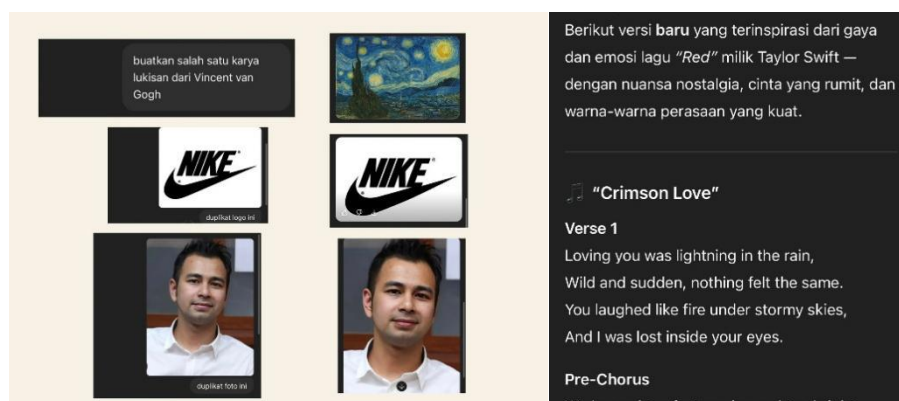 buatkan salah satu karya
lukisan dari Vincent van
Gogh
NIKE
duplikat logo ini
NIKE
duplikat foto ini
Berikut versi baru yang terinspirasi dari gaya
dan emosi lagu “Red” milik Taylor Swift —
dengan nuansa nostalgia, cinta yang rumit, dan
warna-warna perasaan yang kuat.
🎵 “Crimson Love”
Verse 1
Loving you was lightning in the rain,
Wild and sudden, nothing felt the same.
You laughed like fire under stormy skies,
And I was lost inside your eyes.
Pre-Chorus